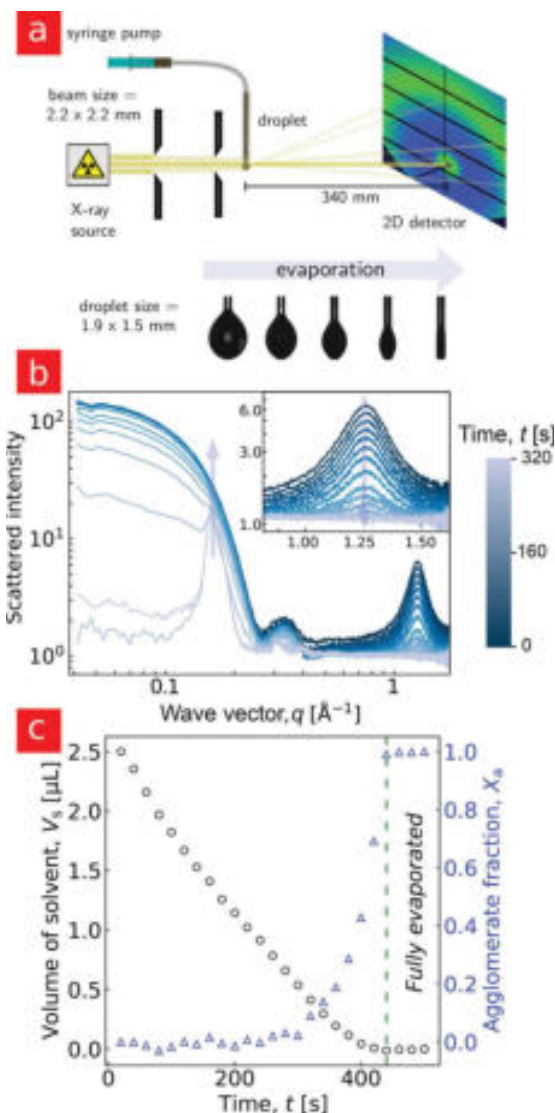 a
syringe pump
beam size =
2.2 x 2.2 mm
droplet
340 mm
X-ray
source
2D detector
evaporation
droplet size =
1.9 x 1.5 mm
b
Scattered intensity
10²
10¹
10⁰
6.0
3.0
1.0
1.00 1.25 1.50
Time, t [s]
320
160
0
0.1 1
Wave vector, q [Å⁻¹]
c
Volume of solvent, Vₛ [µL]
2.5
2.0
1.5
1.0
0.5
0.0
Fully evaporated
1.0
0.8
0.6
0.4
0.2
0.0
Agglomerate fraction, Xₐ
0 200 400
Time, t [s]